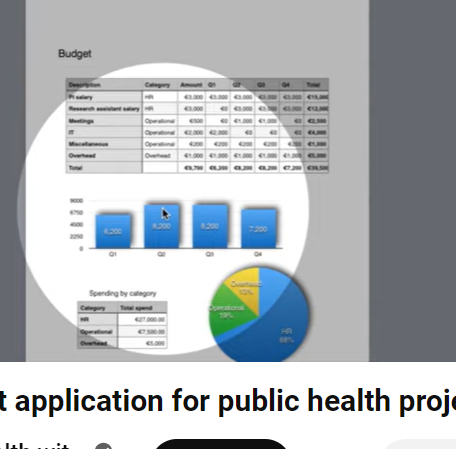 Budget
Description Category Amount Q1 Q2 Q3 Q4 Total
PI salary HR €3,000 €3,000 €3,000 €3,000 €3,000 €15,000
Research assistant salary HR €3,000 €0 €3,000 €3,000 €3,000 €12,000
Meetings Operational €500 €0 €1,000 €1,000 €0 €2,500
IT Operational €2,000 €2,000 €0 €0 €0 €4,000
Miscellaneous Operational €200 €200 €200 €200 €200 €1,000
Overhead Overhead €1,000 €1,000 €1,000 €1,000 €1,000 €5,000
Total €9,700 €6,200 €8,200 €8,200 €7,200 €39,500
9000
6750
4500
2250
0
6,200 8,200 8,200 7,200
Q1 Q2 Q3 Q4
Spending by category
Category Total spend
HR €27,000.00
Operational €7,500.00
Overhead €5,000
Overhead
13%
Operational
19%
HR
68%
t application for public health proje